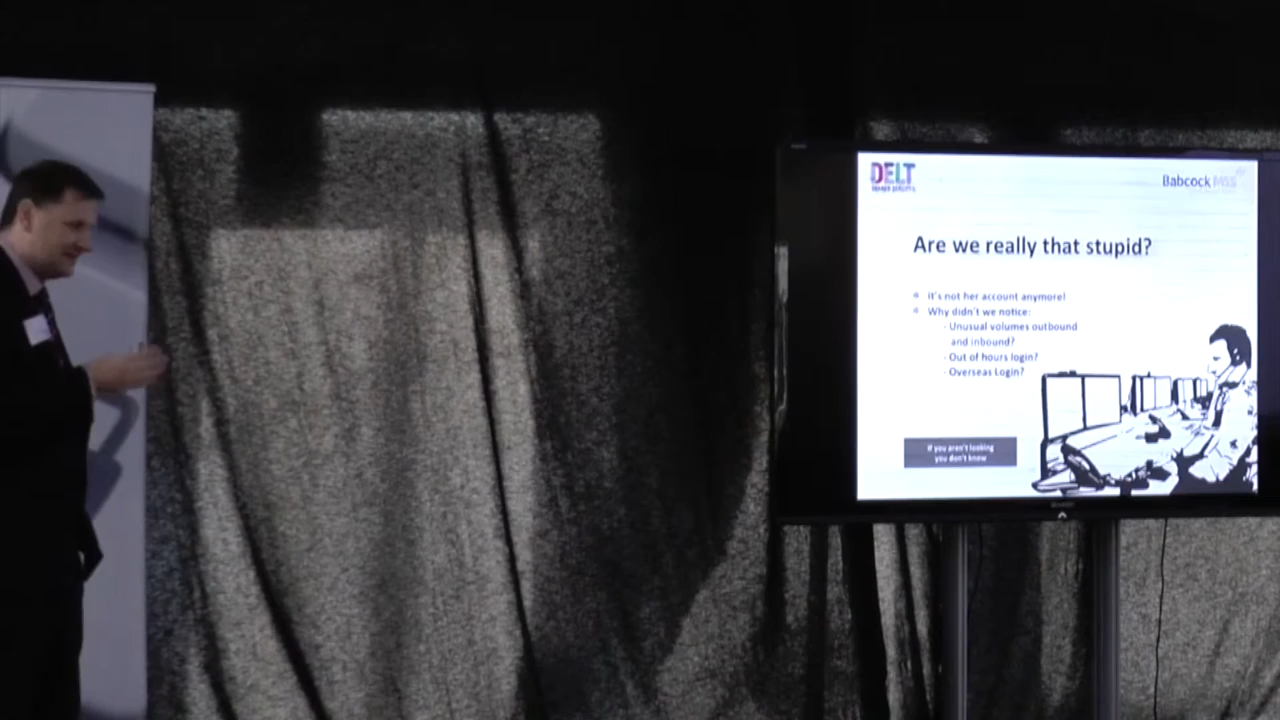 DELT
Babcock MSS
Are we really that stupid?
It's not her account anymore!
Why didn't we notice:
- Unusual volumes outbound
and inbound?
- Out of hours login?
- Overseas Login?
If you aren't looking
you don't know